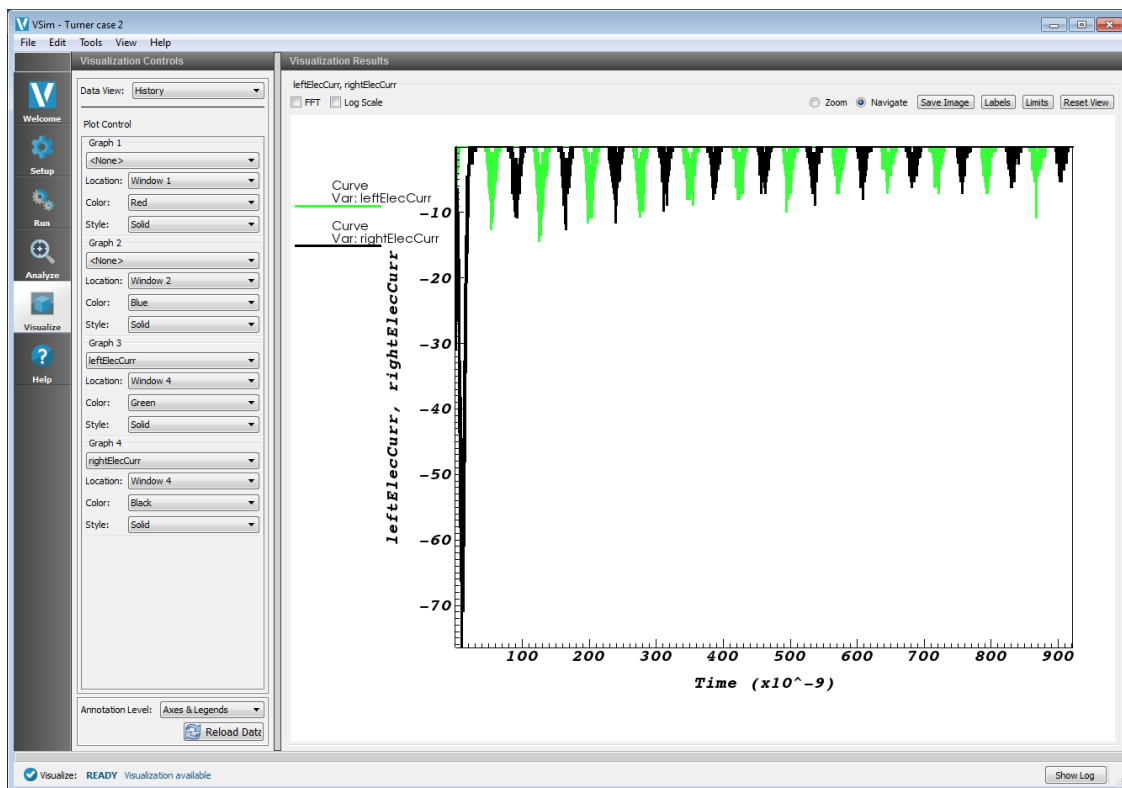 VSim - Turner case 2
File Edit Tools View Help
Welcome
Setup
Run
Analyze
Visualize
Help
Visualization Controls
Data View: History
Plot Control
Graph 1
<None>
Location: Window 1
Color: Red
Style: Solid
Graph 2
<None>
Location: Window 2
Color: Blue
Style: Solid
Graph 3
leftElecCurr
Location: Window 4
Color: Green
Style: Solid
Graph 4
rightElecCurr
Location: Window 4
Color: Black
Style: Solid
Annotation Level: Axes & Legends
Reload Data
Visualization Results
leftElecCurr, rightElecCurr
FFT Log Scale Zoom Navigate Save Image Labels Limits Reset View
Curve
Var: leftElecCurr
Curve
Var: rightElecCurr
leftElecCurr, rightElecCurr
-10
-20
-30
-40
-50
-60
-70
100 200 300 400 500 600 700 800 900
Time (x10^-9)
Visualize: READY Visualization available Show Log